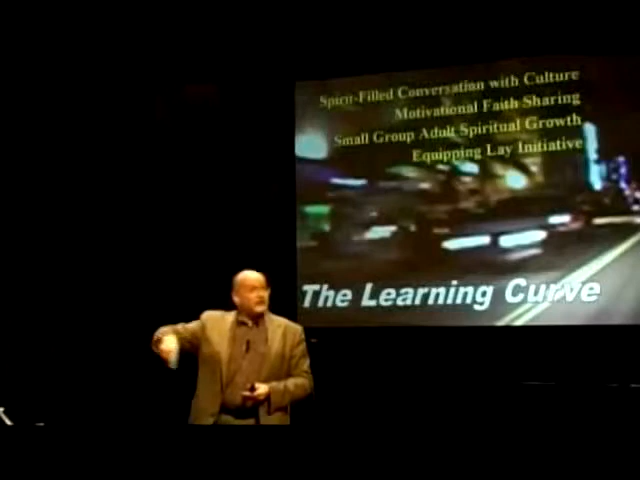 Spirit-Filled Conversation with Culture
Motivational Faith Sharing
Small Group Adult Spiritual Growth
Equipping Lay Initiative
The Learning Curve